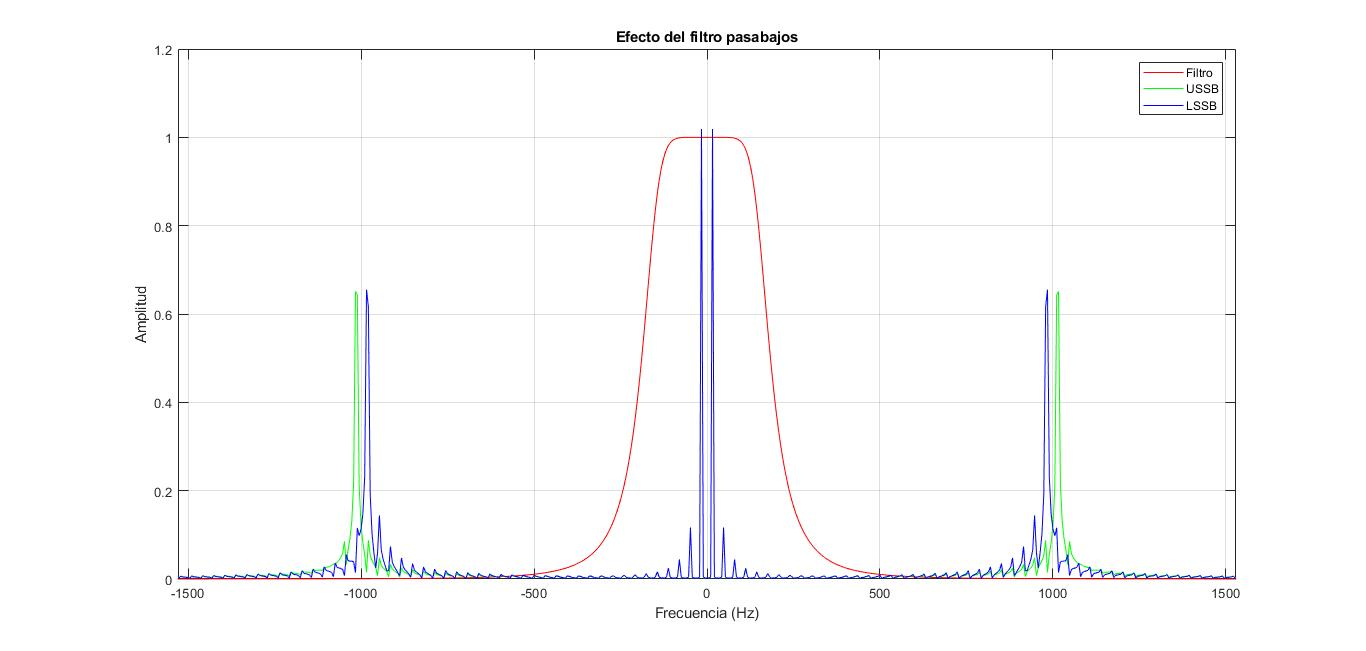 Efecto del filtro pasabajos
Filtro
USSB
LSSB
Amplitud
1.2
1
0.8
0.6
0.4
0.2
0
-1500 -1000 -500 0 500 1000 1500
Frecuencia (Hz)